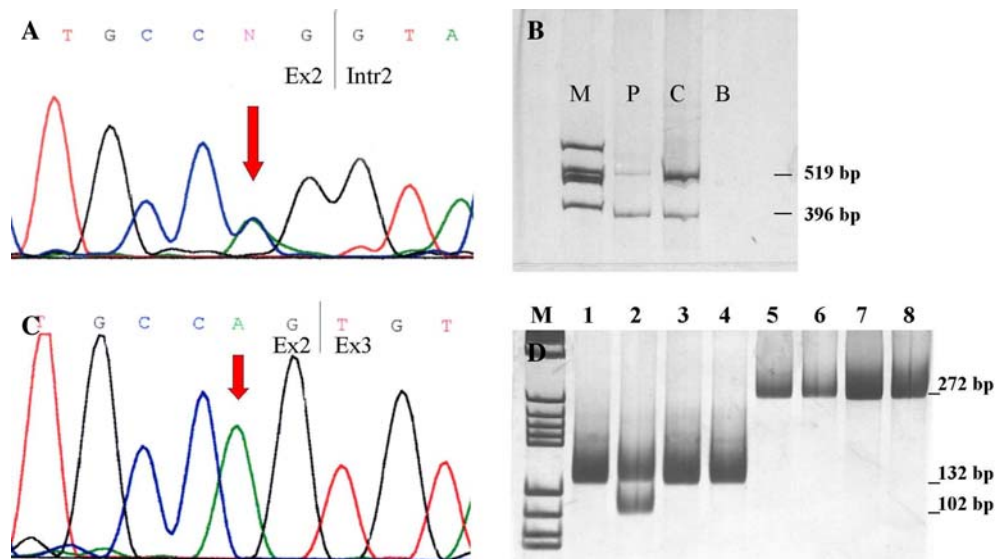 A
T G C C N G G T A
Ex2 Intr2
B
M P C B
519 bp
396 bp
C
G C C A G T G T
Ex2 Ex3
M 1 2 3 4 5 6 7 8
D
272 bp
132 bp
102 bp